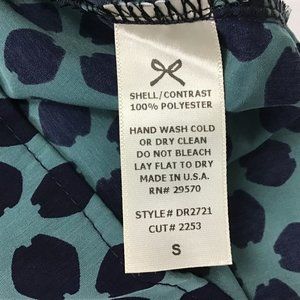 SHELL/CONTRAST
100% POLYESTER
HAND WASH COLD
OR DRY CLEAN
DO NOT BLEACH
LAY FLAT TO DRY
MADE IN U.S.A.
RN# 29570
STYLE# DR2721
CUT# 2253
S